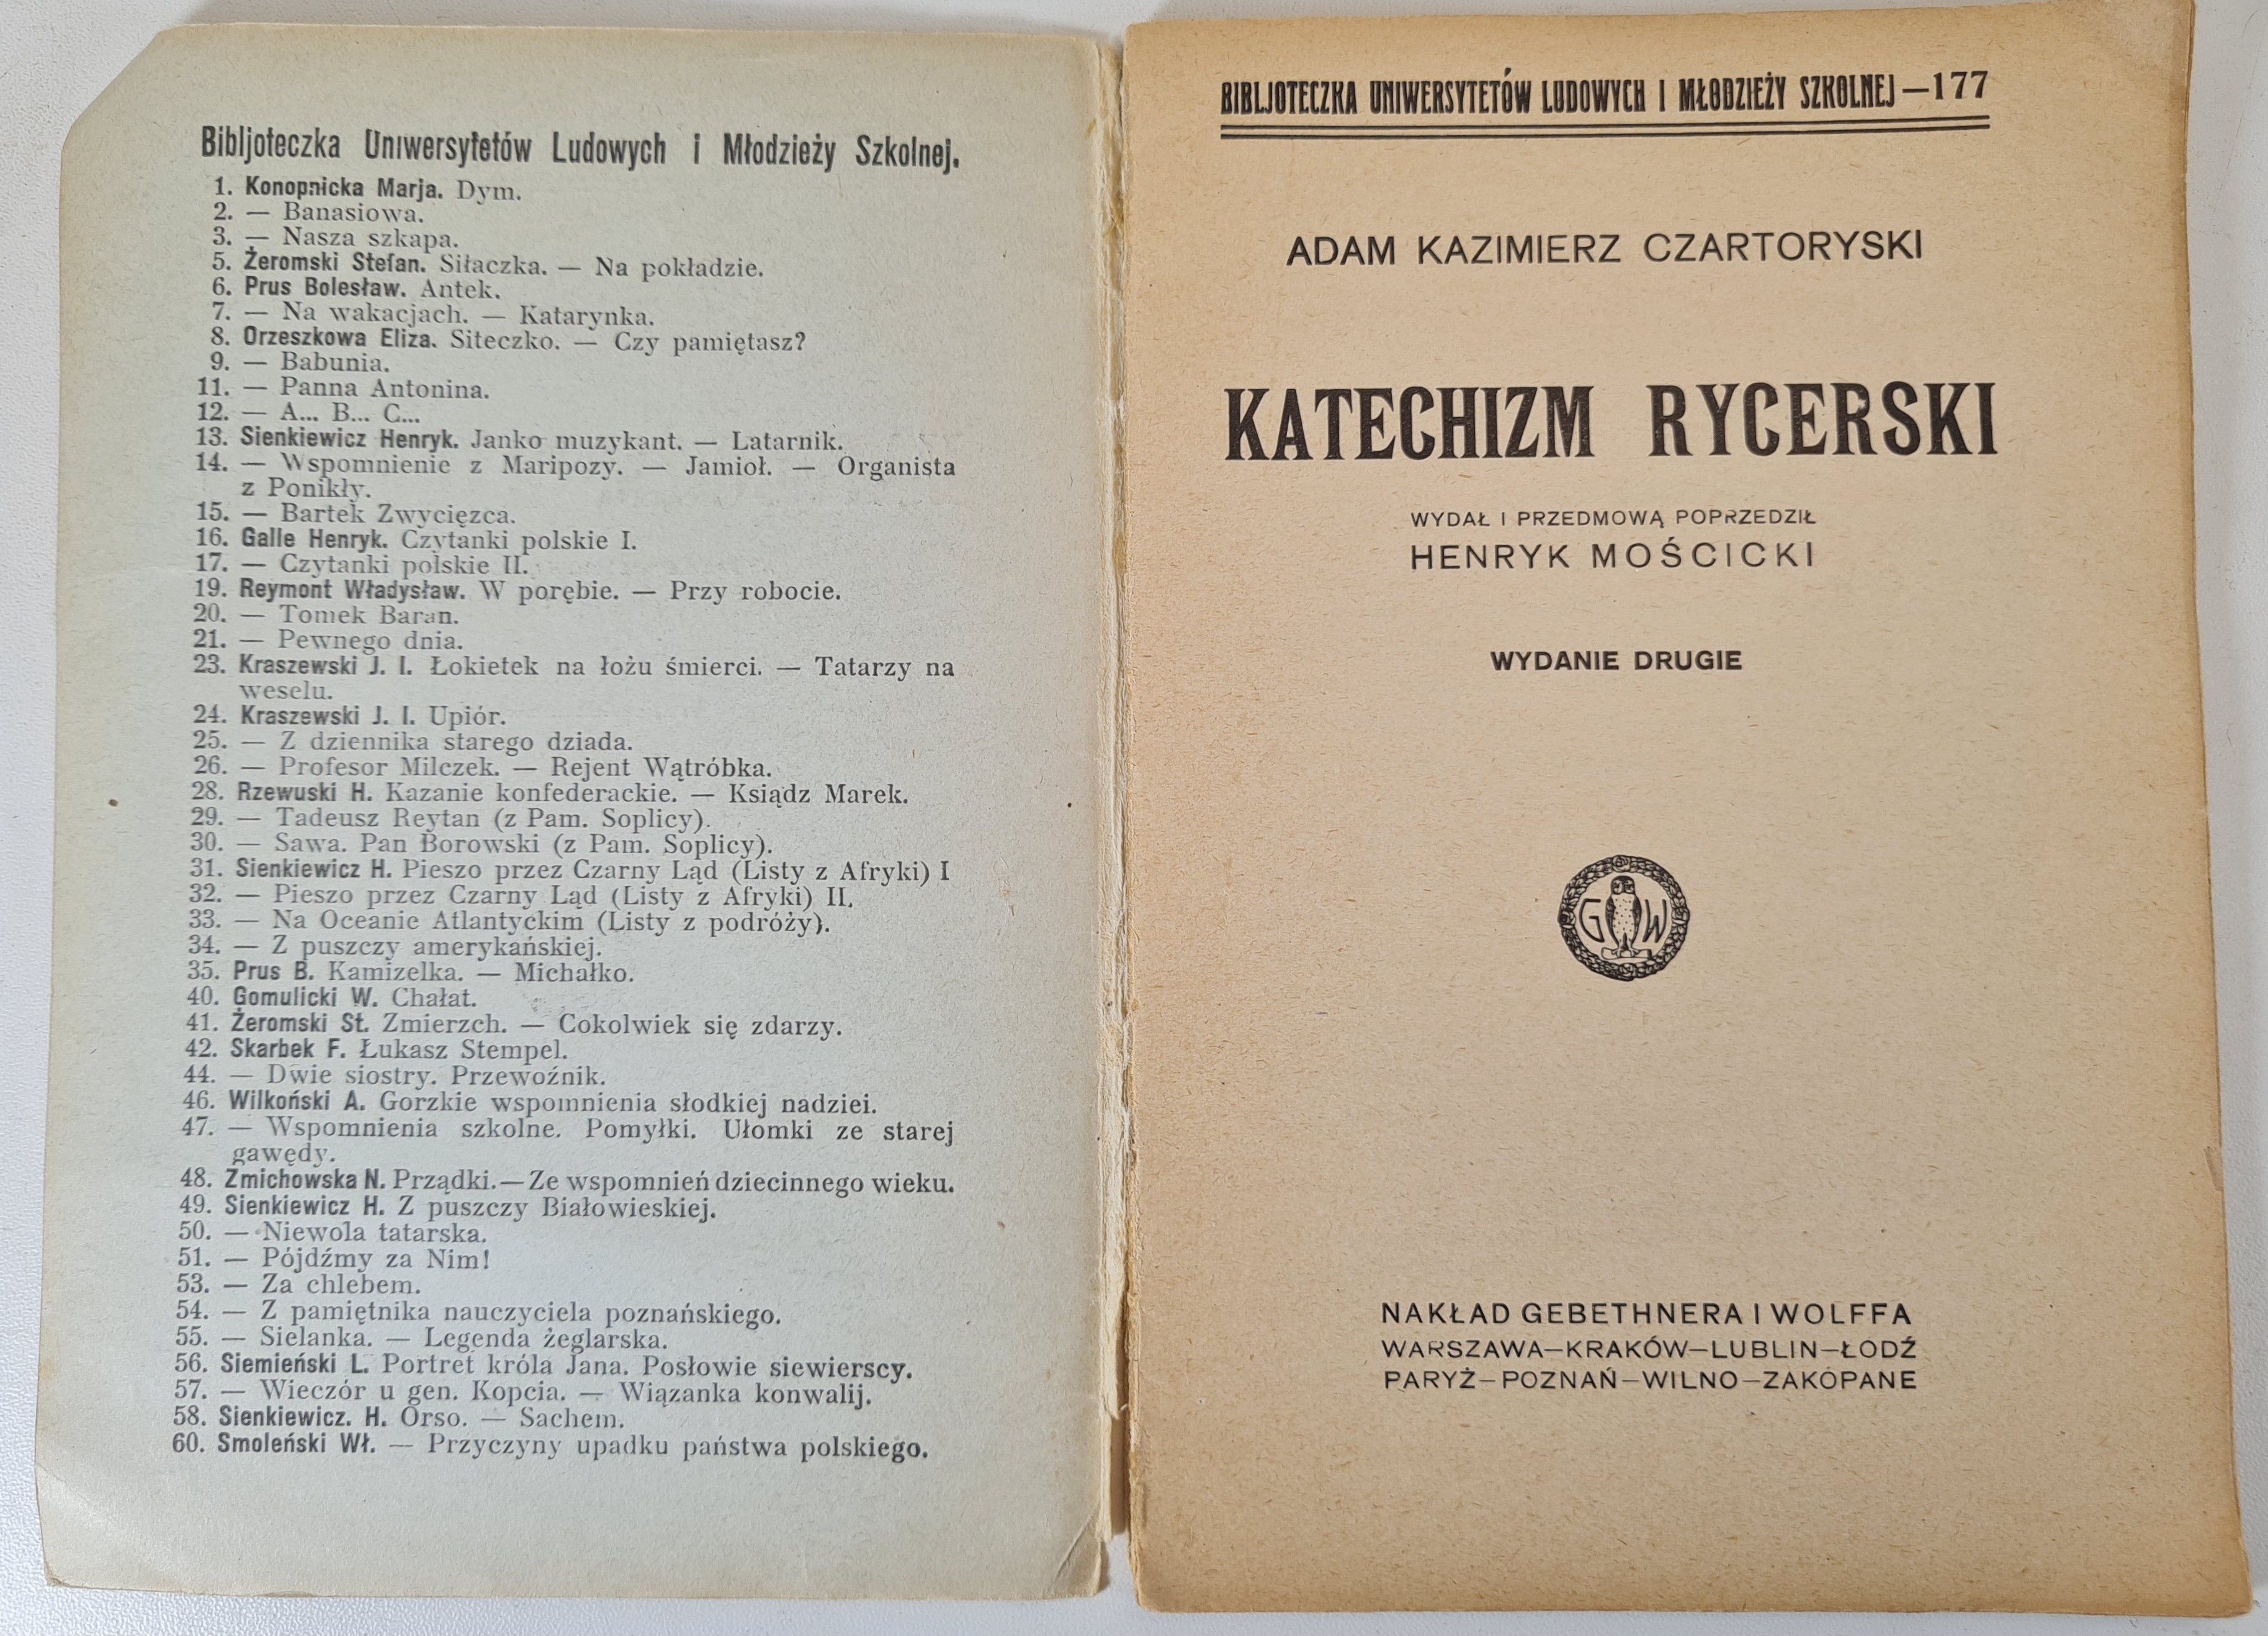 Bibljoteczka Uniwersytetów Ludowych i Młodzieży Szkolnej.
1. Konopnicka Marja. Dym.
2. — Banasiowa.
3. — Nasza szkapa.
5. Żeromski Stefan. Siłaczka. — Na pokładzie.
6. Prus Bolesław. Antek.
7. — Na wakacjach. — Katarynka.
8. Orzeszkowa Eliza. Siteczko. — Czy pamiętasz?
9. — Babunia.
11. — Panna Antonina.
12. — A... B... C...
13. Sienkiewicz Henryk. Janko muzykant. — Latarnik.
14. — Wspomnienie z Maripozy. — Jamioł. — Organista
z Ponikły.
15. — Bartek Zwycięzca.
16. Galle Henryk. Czytanki polskie I.
17. — Czytanki polskie II.
19. Reymont Władysław. W porębie. — Przy robocie.
20. — Tomek Baran.
21. — Pewnego dnia.
23. Kraszewski J. I. Łokietek na łożu śmierci. — Tatarzy na
weselu.
24. Kraszewski J. I. Upiór.
25. — Z dziennika starego dziada.
26. — Profesor Milczek. — Rejent Wątróbka.
28. Rzewuski H. Kazanie konfederackie. — Ksiądz Marek.
29. — Tadeusz Reytan (z Pam. Soplicy).
30. — Sawa. Pan Borowski (z Pam. Soplicy).
31. Sienkiewicz H. Pieszo przez Czarny Ląd (Listy z Afryki) I
32. — Pieszo przez Czarny Ląd (Listy z Afryki) II.
33. — Na Oceanie Atlantyckim (Listy z podróży).
34. — Z puszczy amerykańskiej.
35. Prus B. Kamizelka. — Michałko.
40. Gomulicki W. Chałat.
41. Żeromski St. Zmierzch. — Cokolwiek się zdarzy.
42. Skarbek F. Łukasz Stempel.
44. — Dwie siostry. Przewoźnik.
46. Wilkoński A. Gorzkie wspomnienia słodkiej nadziei.
47. — Wspomnienia szkolne. Pomyłki. Ułomki ze starej
gawędy.
48. Zmichowska N. Prządki. — Ze wspomnień dziecinnego wieku.
49. Sienkiewicz H. Z puszczy Białowieskiej.
50. — Niewola tatarska.
51. — Pójdźmy za Nim!
53. — Za chlebem.
54. — Z pamiętnika nauczyciela poznańskiego.
55. — Sielanka. — Legenda żeglarska.
56. Siemieński L. Portret króla Jana. Posłowie siewierscy.
57. — Wieczór u gen. Kopcia. — Wiązanka konwalij.
58. Sienkiewicz. H. Orso. — Sachem.
60. Smoleński Wł. — Przyczyny upadku państwa polskiego.
BIBLJOTECZKA UNIWERSYTETÓW LUDOWYCH I MŁODZIEŻY SZKOLNEJ — 177
ADAM KAZIMIERZ CZARTORYSKI
KATECHIZM RYCERSKI
WYDAŁ I PRZEDMOWĄ POPRZEDZIŁ
HENRYK MOŚCICKI
WYDANIE DRUGIE
G W
NAKŁAD GEBETHNERA I WOLFFA
WARSZAWA—KRAKÓW—LUBLIN—ŁÓDŹ
PARYŻ—POZNAŃ—WILNO—ZAKOPANE